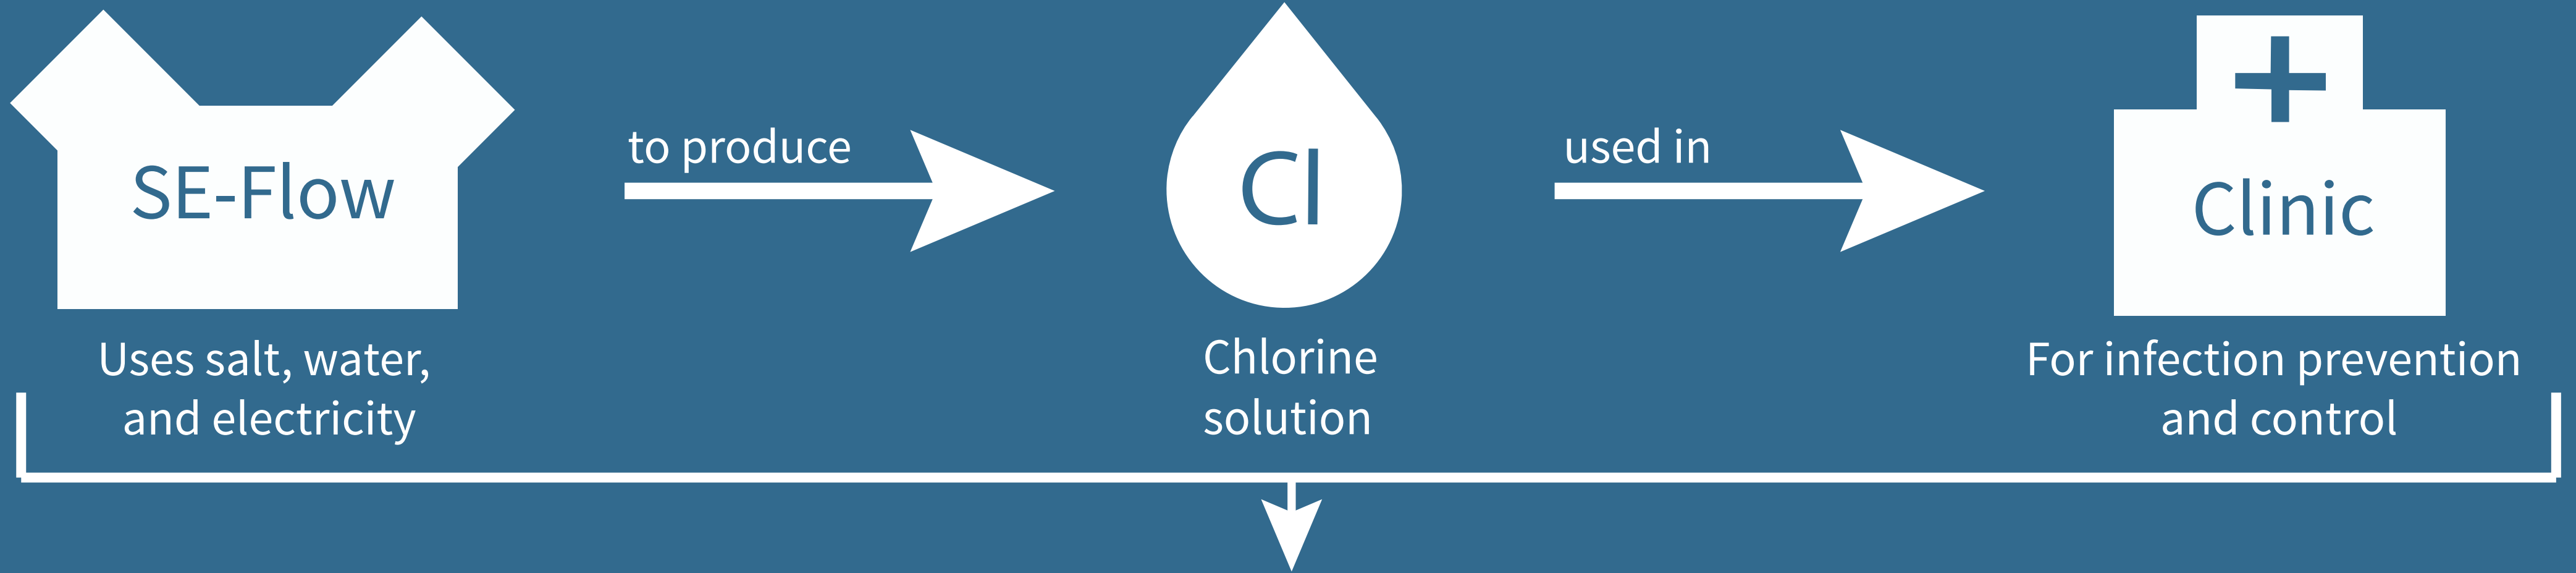 SE-Flow
Uses salt, water,
and electricity
to produce
Cl
Chlorine
solution
used in
Clinic
For infection prevention
and control